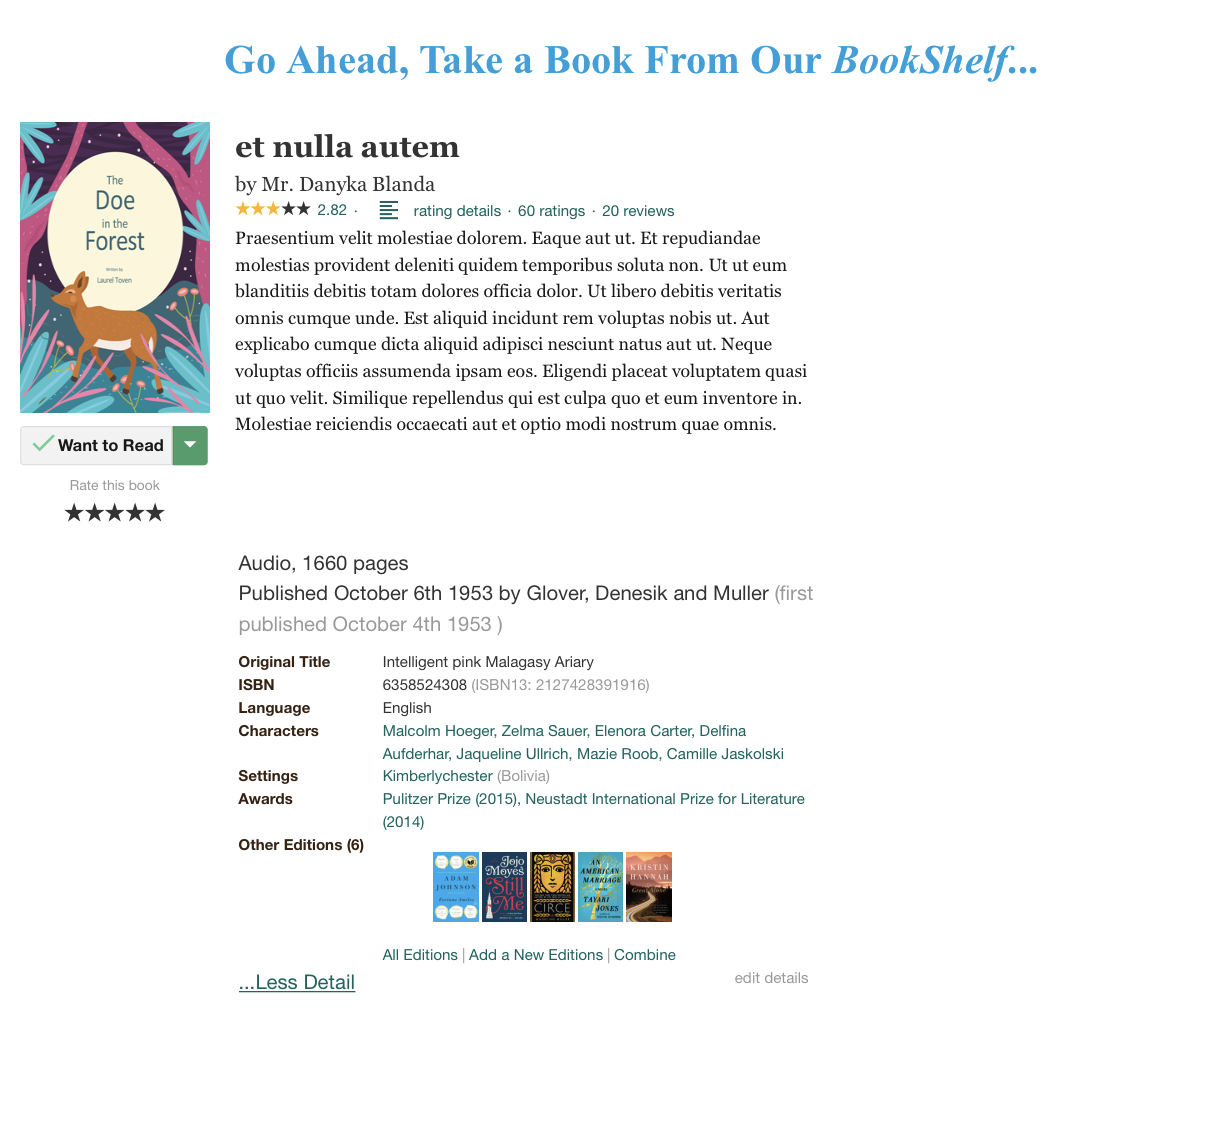 Go Ahead, Take a Book From Our BookShelf...
The
Doe
in the
Forest
Written by
Laurel Toven
et nulla autem
by Mr. Danyka Blanda
2.82 · rating details · 60 ratings · 20 reviews
Praesentium velit molestiae dolorem. Eaque aut ut. Et repudiandae
molestias provident deleniti quidem temporibus soluta non. Ut ut eum
blanditiis debitis totam dolores officia dolor. Ut libero debitis veritatis
omnis cumque unde. Est aliquid incidunt rem voluptas nobis ut. Aut
explicabo cumque dicta aliquid adipisci nesciunt natus aut ut. Neque
voluptas officiis assumenda ipsam eos. Eligendi placeat voluptatem quasi
ut quo velit. Similique repellendus qui est culpa quo et eum inventore in.
Molestiae reiciendis occaecati aut et optio modi nostrum quae omnis.
Want to Read
Rate this book
Audio, 1660 pages
Published October 6th 1953 by Glover, Denesik and Muller (first
published October 4th 1953 )
Original Title Intelligent pink Malagasy Ariary
ISBN 6358524308 (ISBN13: 2127428391916)
Language English
Characters Malcolm Hoeger, Zelma Sauer, Elenora Carter, Delfina
Aufderhar, Jaqueline Ullrich, Mazie Roob, Camille Jaskolski
Settings Kimberlychester (Bolivia)
Awards Pulitzer Prize (2015), Neustadt International Prize for Literature
(2014)
Other Editions (6)
ADAM
JOHNSON
Fortune Smiles
Jojo
Moyes
Still
Me
CIRCE
AN
AMERICAN
MARRIAGE
TAYARI
JONES
KRISTIN
HANNAH
Great Alone
All Editions | Add a New Editions | Combine
...Less Detail
edit details